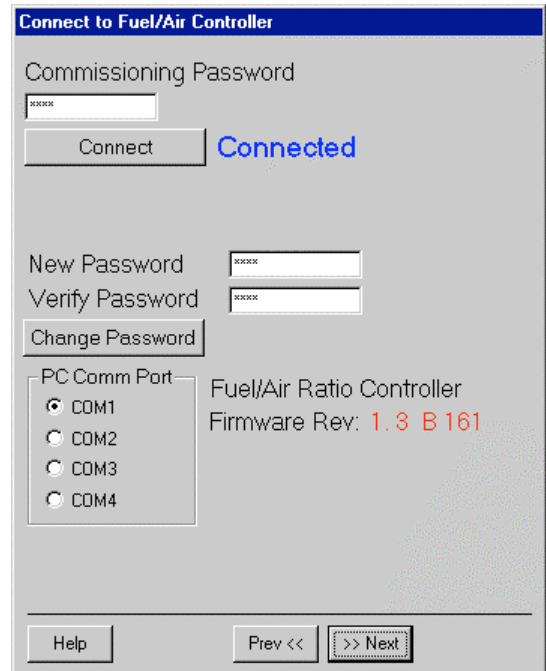 Connect to Fuel/Air Controller
Commissioning Password
****
Connect
Connected
New Password
****
Verify Password
****
Change Password
PC Comm Port
COM1
COM2
COM3
COM4
Fuel/Air Ratio Controller
Firmware Rev: 1.3 B 161
Help
Prev <<
>> Next